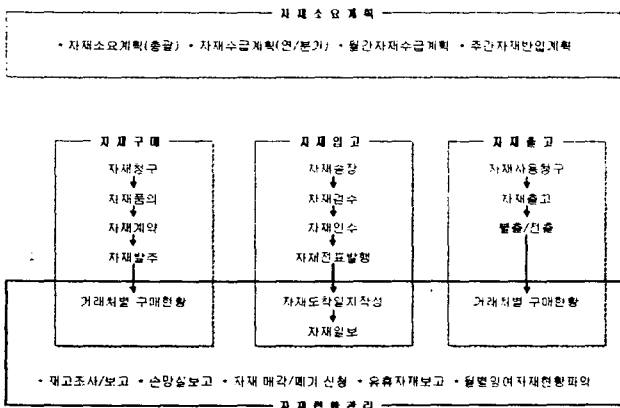 자재소요계획
• 자재소요계획(총괄) • 자재수급계획(연/분기) • 월간자재수급계획 • 주간자재반입계획
자재구매 자재입고 자재출고
자재청구 자재송장 자재사용청구
자재품의 자재검수 자재출고
자재계약 자재인수 불출/전출
자재발주 자재전표발행
거래처별 구매현황 자재도착일지작성 거래처별 구매현황
자재일보
• 재고조사/보고 • 손망실보고 • 자재 매각/폐기 신청 • 유휴자재보고 • 월별잉여자재현황파악
자재현황관리